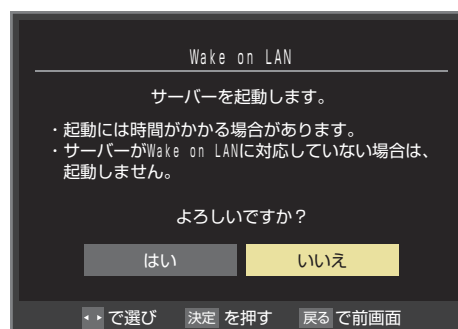 Wake on LAN
サーバーを起動します。
・起動には時間がかかる場合があります。
・サーバーがWake on LANに対応していない場合は、
起動しません。
よろしいですか？
はい いいえ
で選び 決定 を押す 戻る で前画面